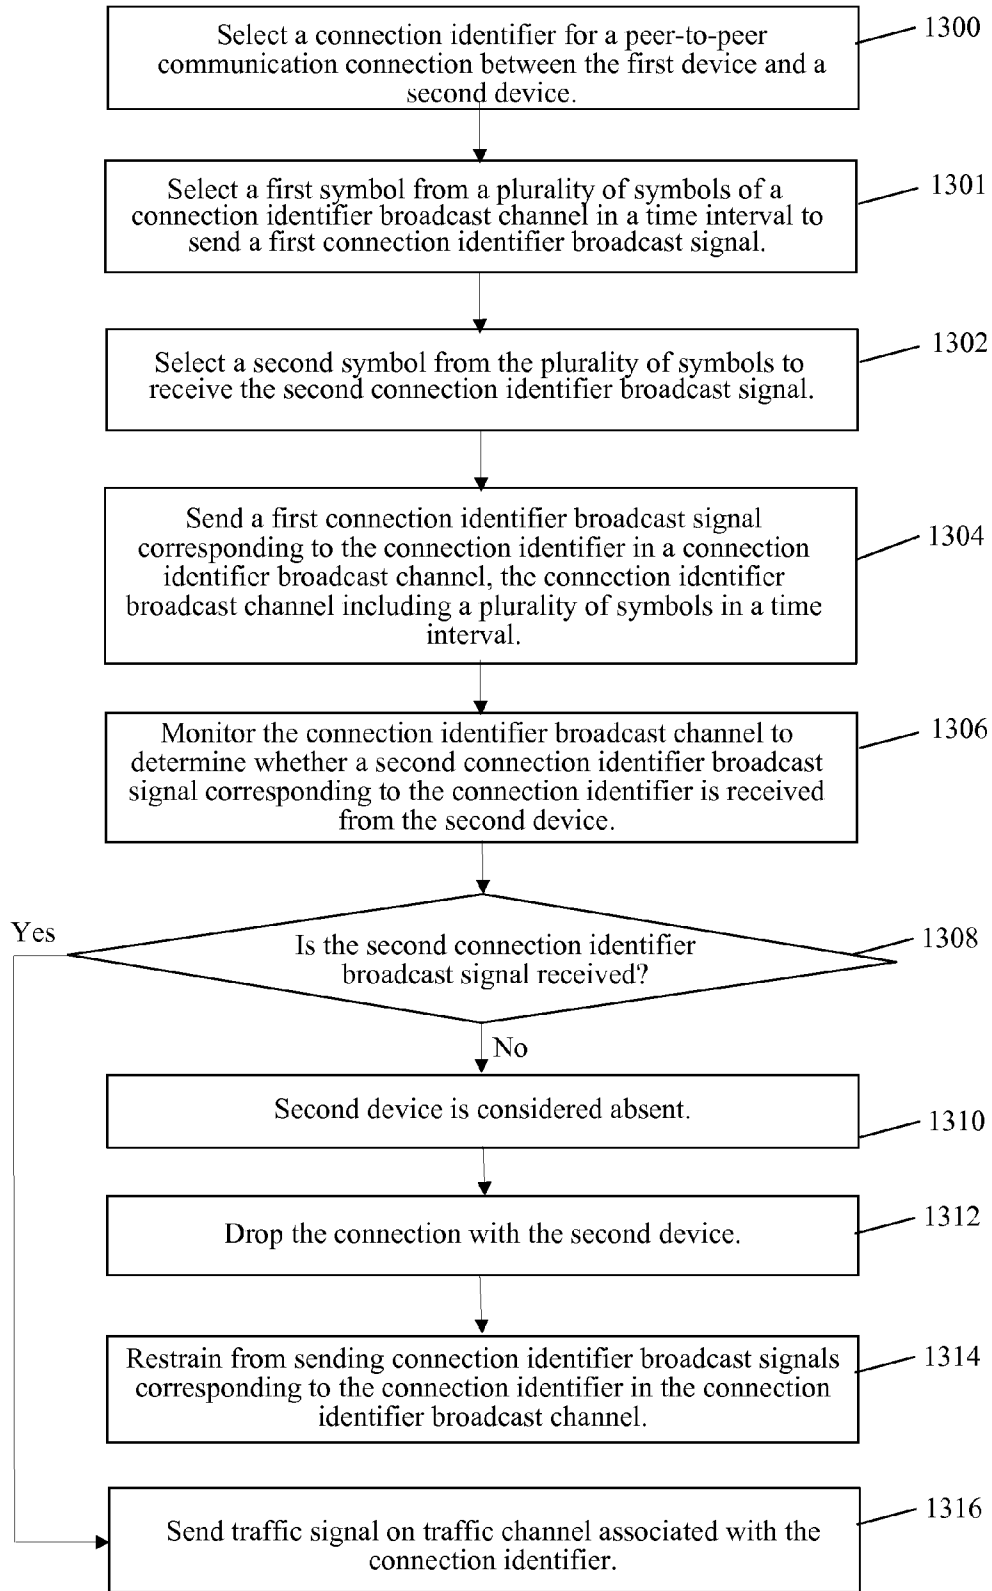 Select a connection identifier for a peer-to-peer
communication connection between the first device and a
second device.
1300
Select a first symbol from a plurality of symbols of a
connection identifier broadcast channel in a time interval to
send a first connection identifier broadcast signal.
1301
Select a second symbol from the plurality of symbols to
receive the second connection identifier broadcast signal.
1302
Send a first connection identifier broadcast signal
corresponding to the connection identifier in a connection
identifier broadcast channel, the connection identifier
broadcast channel including a plurality of symbols in a time
interval.
1304
Monitor the connection identifier broadcast channel to
determine whether a second connection identifier broadcast
signal corresponding to the connection identifier is received
from the second device.
1306
Yes
Is the second connection identifier
broadcast signal received?
1308
No
Second device is considered absent.
1310
Drop the connection with the second device.
1312
Restrain from sending connection identifier broadcast signals
corresponding to the connection identifier in the connection
identifier broadcast channel.
1314
Send traffic signal on traffic channel associated with the
connection identifier.
1316